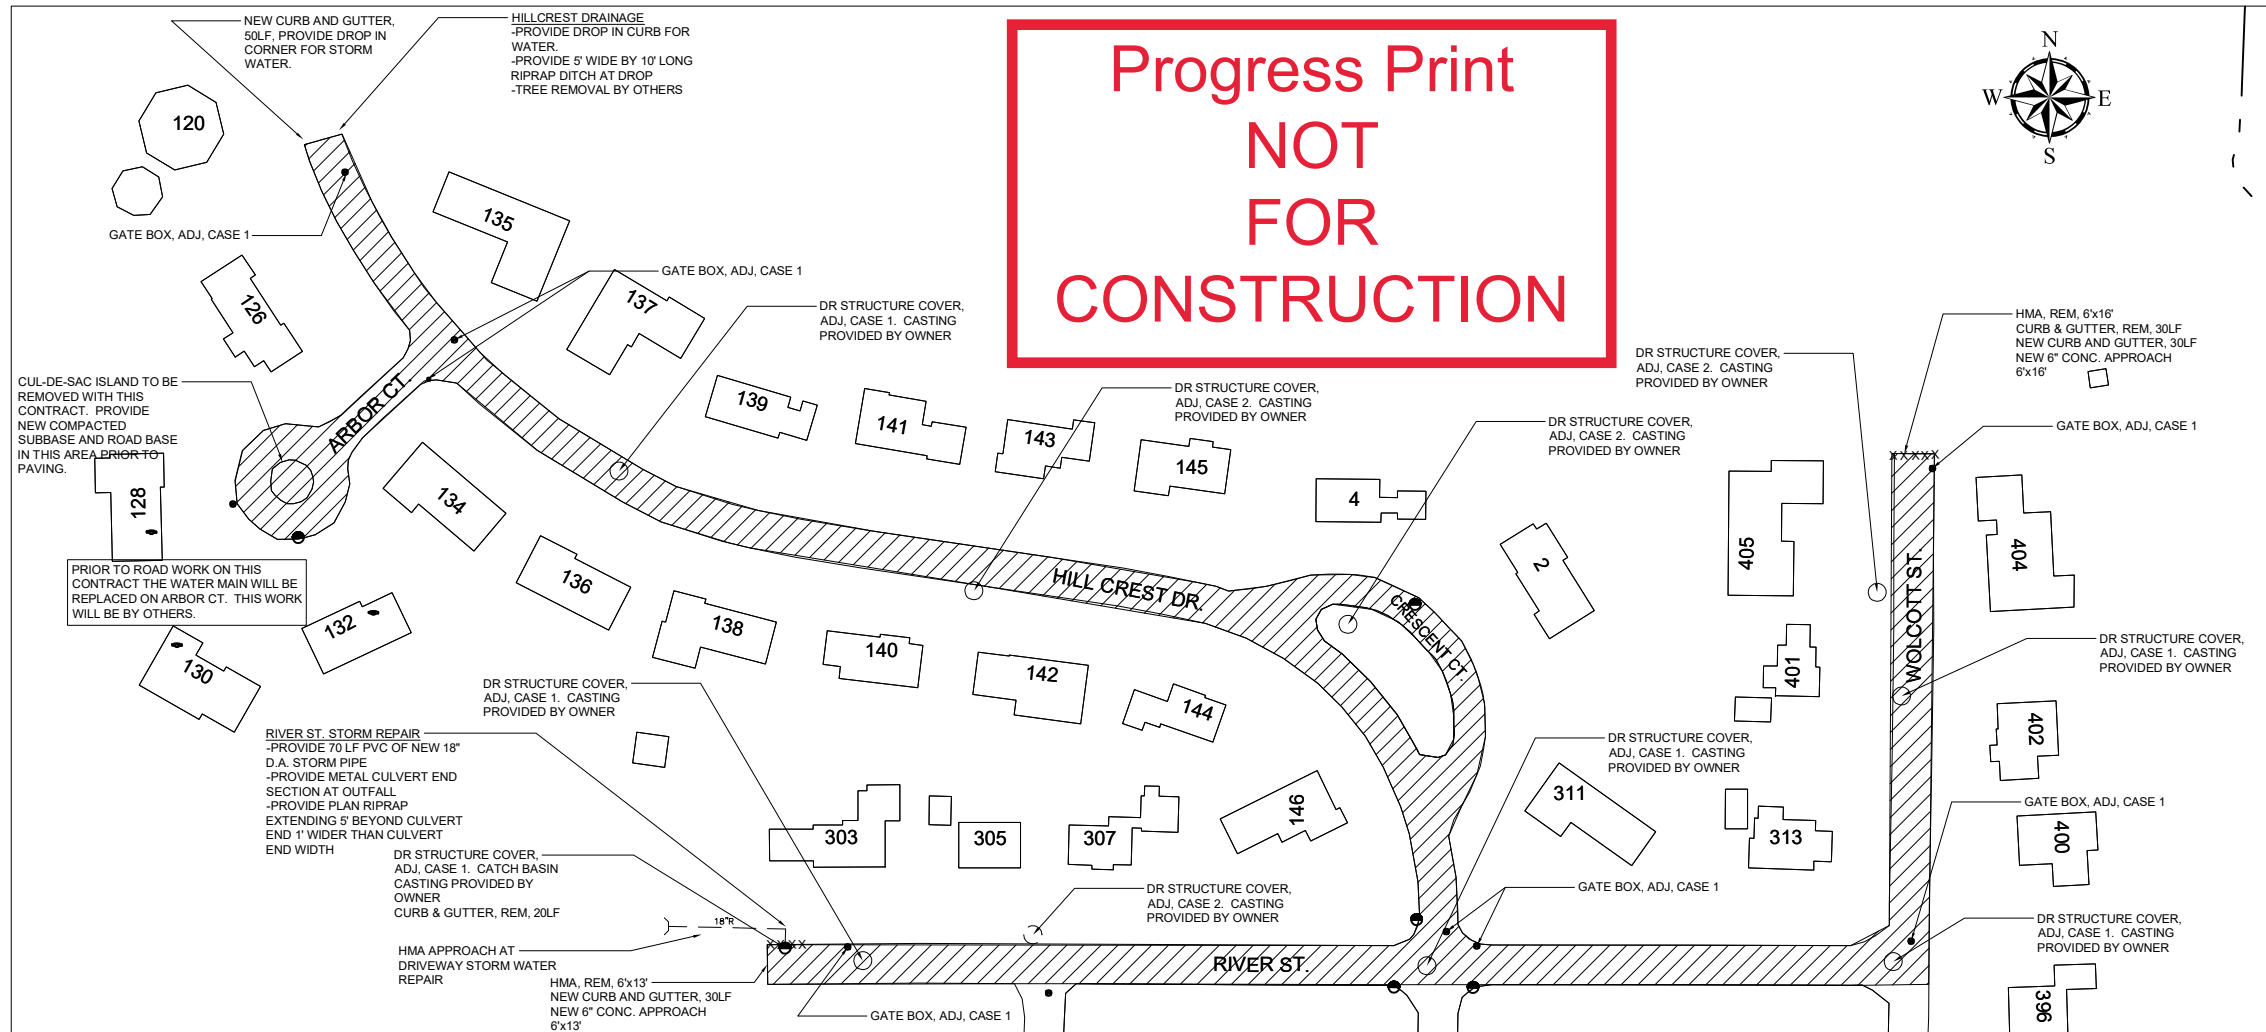 NEW CURB AND GUTTER,
50LF, PROVIDE DROP IN
CORNER FOR STORM
WATER.
HILLCREST DRAINAGE
-PROVIDE DROP IN CURB FOR
WATER.
-PROVIDE 5' WIDE BY 10' LONG
RIPRAP DITCH AT DROP
-TREE REMOVAL BY OTHERS
Progress Print
NOT
FOR
CONSTRUCTION
N
W
E
S
120
135
GATE BOX, ADJ, CASE 1
GATE BOX, ADJ, CASE 1
126
137
DR STRUCTURE COVER,
ADJ, CASE 1. CASTING
PROVIDED BY OWNER
HMA, REM, 6'x16'
CURB & GUTTER, REM, 30LF
NEW CURB AND GUTTER, 30LF
NEW 6" CONC. APPROACH
6'x16'
DR STRUCTURE COVER,
ADJ, CASE 2. CASTING
PROVIDED BY OWNER
CUL-DE-SAC ISLAND TO BE
REMOVED WITH THIS
CONTRACT. PROVIDE
NEW COMPACTED
SUBBASE AND ROAD BASE
IN THIS AREA PRIOR TO
PAVING.
ARBOR CT.
139
141
143
145
DR STRUCTURE COVER,
ADJ, CASE 2. CASTING
PROVIDED BY OWNER
DR STRUCTURE COVER,
ADJ, CASE 2. CASTING
PROVIDED BY OWNER
GATE BOX, ADJ, CASE 1
X X X X X
128
134
4
2
405
404
PRIOR TO ROAD WORK ON THIS
CONTRACT THE WATER MAIN WILL BE
REPLACED ON ARBOR CT. THIS WORK
WILL BE BY OTHERS.
136
HILL CREST DR.
CRESCENT CT.
WOLCOTT ST.
132
130
138
140
142
144
401
DR STRUCTURE COVER,
ADJ, CASE 1. CASTING
PROVIDED BY OWNER
DR STRUCTURE COVER,
ADJ, CASE 1. CASTING
PROVIDED BY OWNER
402
RIVER ST. STORM REPAIR
-PROVIDE 70 LF PVC OF NEW 18"
D.A. STORM PIPE
-PROVIDE METAL CULVERT END
SECTION AT OUTFALL
-PROVIDE PLAN RIPRAP
EXTENDING 5' BEYOND CULVERT
END 1' WIDER THAN CULVERT
END WIDTH
DR STRUCTURE COVER,
ADJ, CASE 1. CASTING
PROVIDED BY OWNER
303
305
307
146
311
313
GATE BOX, ADJ, CASE 1
400
DR STRUCTURE COVER,
ADJ, CASE 1. CATCH BASIN
CASTING PROVIDED BY
OWNER
CURB & GUTTER, REM, 20LF
DR STRUCTURE COVER,
ADJ, CASE 2. CASTING
PROVIDED BY OWNER
GATE BOX, ADJ, CASE 1
18"R
X X X X
DR STRUCTURE COVER,
ADJ, CASE 1. CASTING
PROVIDED BY OWNER
HMA APPROACH AT
DRIVEWAY STORM WATER
REPAIR
RIVER ST.
HMA, REM, 6'x13'
NEW CURB AND GUTTER, 30LF
NEW 6" CONC. APPROACH
6'x13'
GATE BOX, ADJ, CASE 1
396